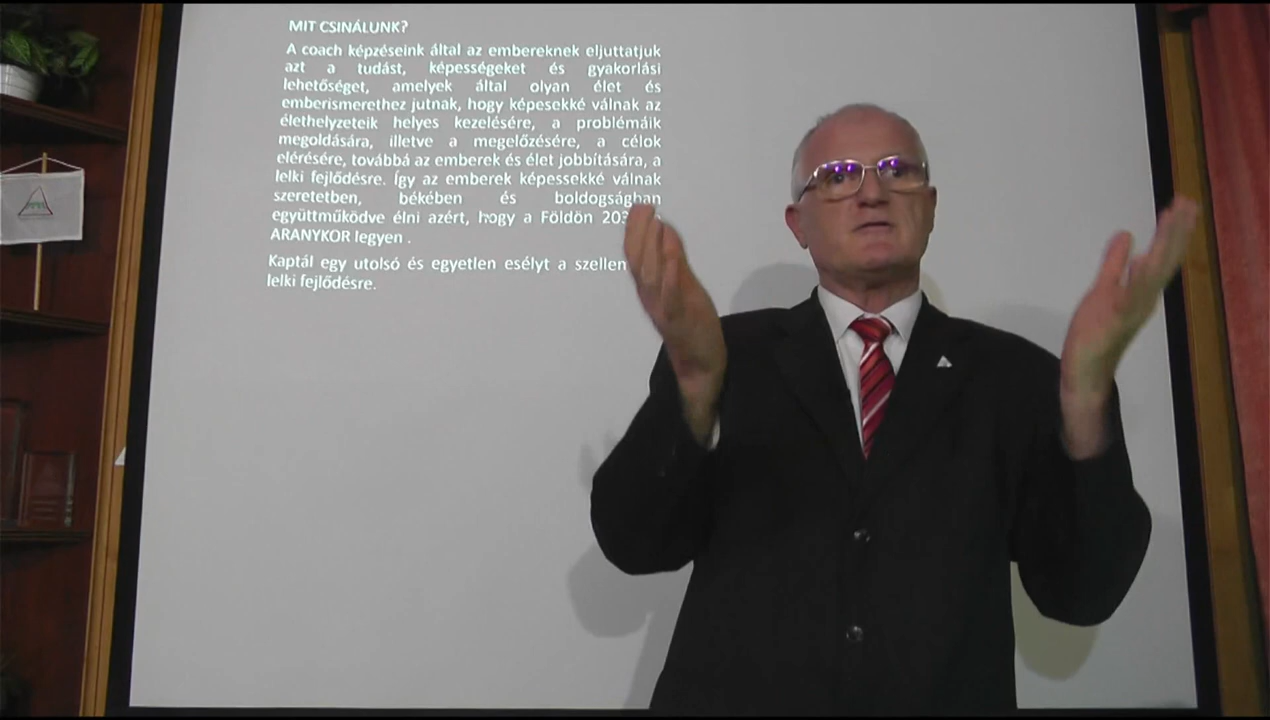 MIT CSINÁLUNK?
A coach képzéseink által az embereknek eljuttatjuk
azt a tudást, képességeket és gyakorlási
lehetőséget, amelyek által olyan élet és
emberismerethez jutnak, hogy képesekké válnak az
élethelyzeteik helyes kezelésére, a problémáik
megoldására, illetve a megelőzésére, a célok
elérésére, továbbá az emberek és élet jobbítására, a
lelki fejlődésre. Így az emberek képessekké válnak
szeretetben, békében és boldogságban
együttműködve élni azért, hogy a Földön
ARANYKOR legyen .
Kaptál egy utolsó és egyetlen esélyt a
lelki fejlődésre.